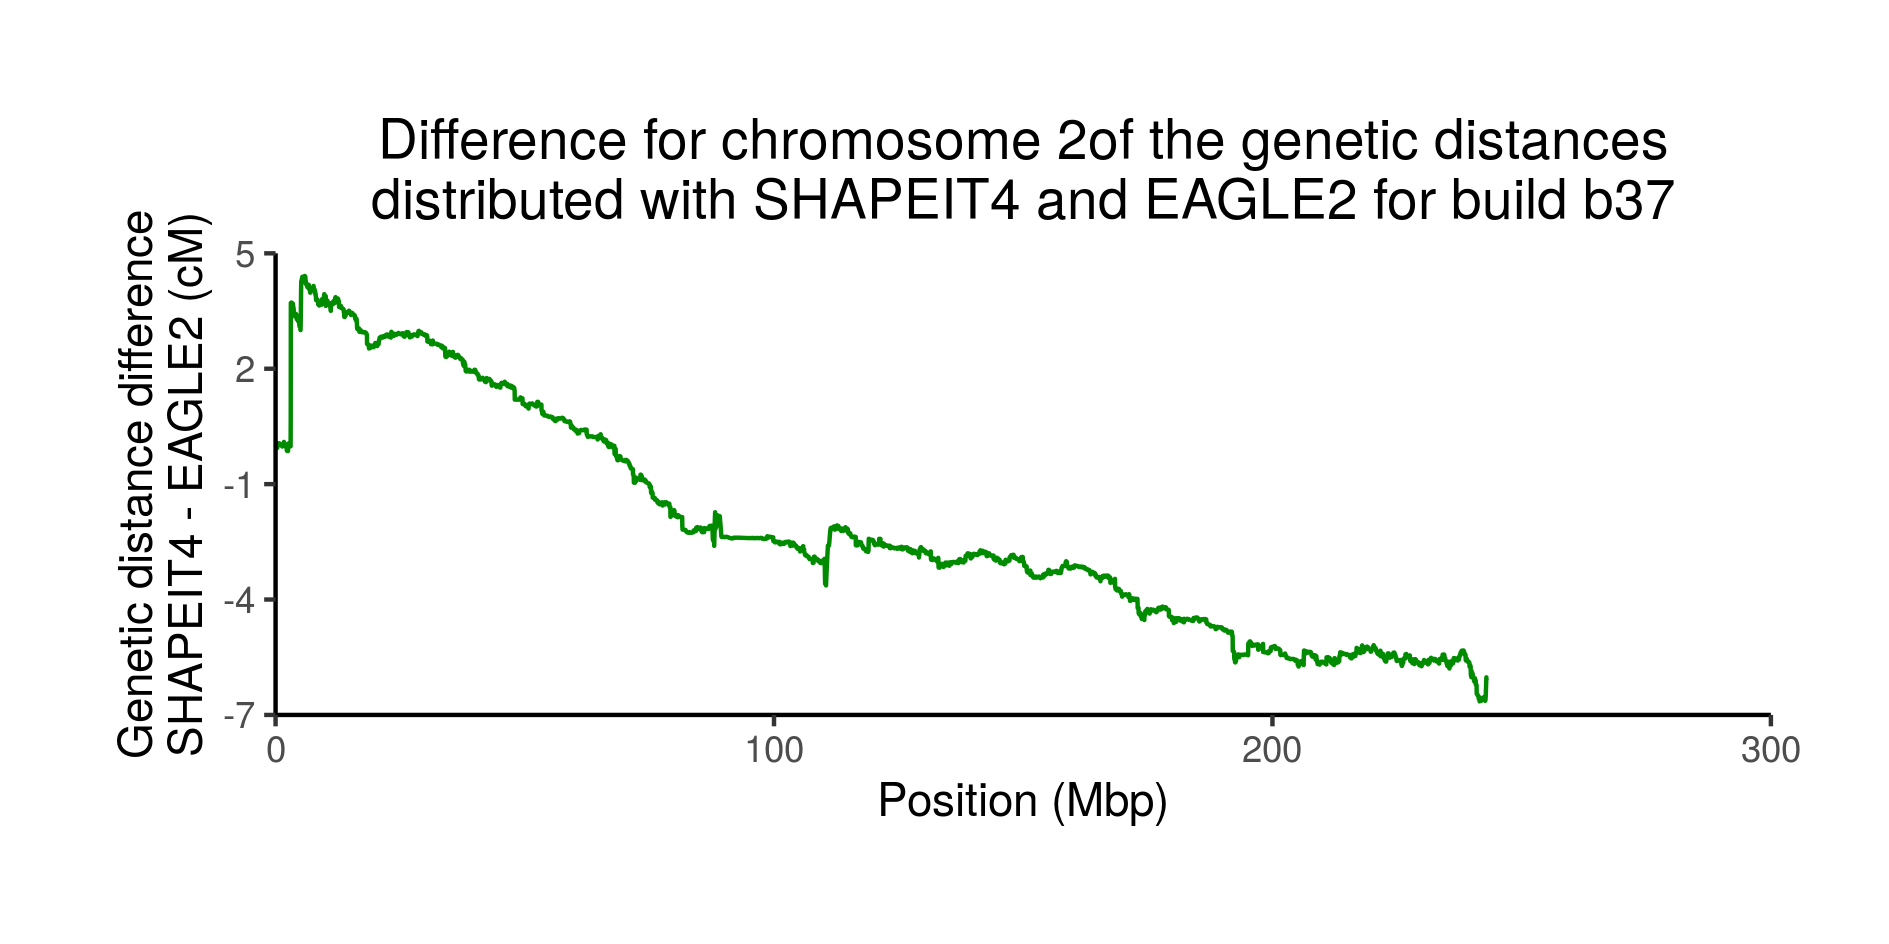 Difference for chromosome 2of the genetic distances
distributed with SHAPEIT4 and EAGLE2 for build b37
Genetic distance difference
SHAPEIT4 - EAGLE2 (cM)
5
2
-1
-4
-7
0
100
200
300
Position (Mbp)